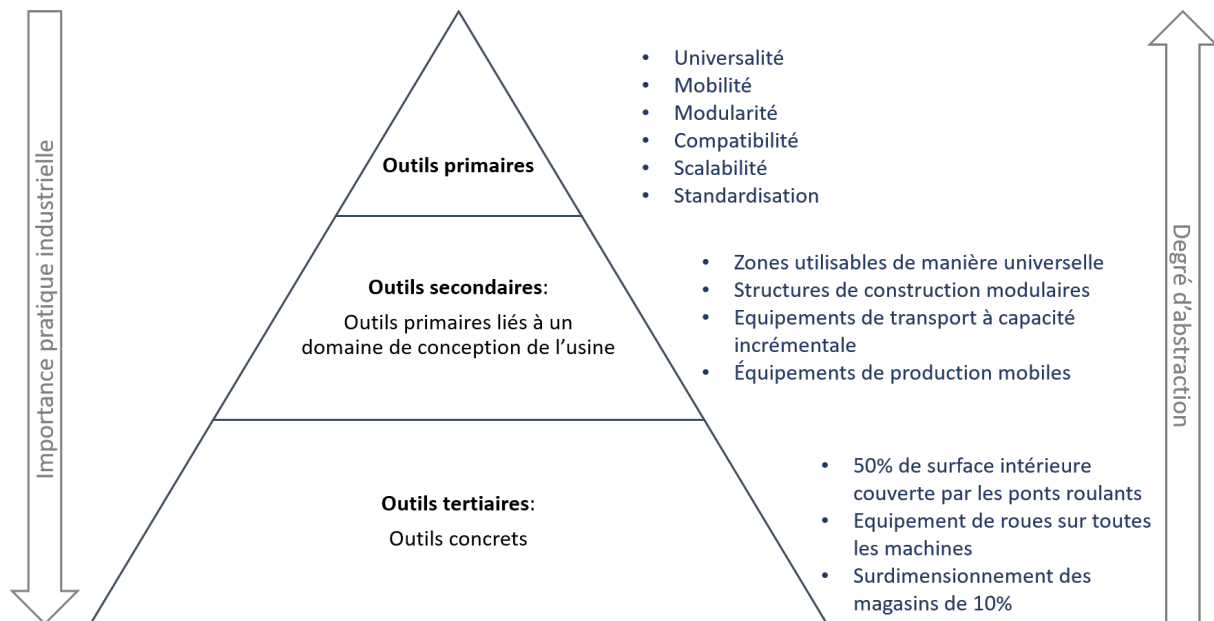 Importance pratique industrielle
Outils primaires
• Universalité
• Mobilité
• Modularité
• Compatibilité
• Scalabilité
• Standardisation
Outils secondaires:
Outils primaires liés à un
domaine de conception de l’usine
• Zones utilisables de manière universelle
• Structures de construction modulaires
• Equipements de transport à capacité
incrémentale
• Équipements de production mobiles
Outils tertiaires:
Outils concrets
• 50% de surface intérieure
couverte par les ponts roulants
• Equipement de roues sur toutes
les machines
• Surdimensionnement des
magasins de 10%
Degré d’abstraction